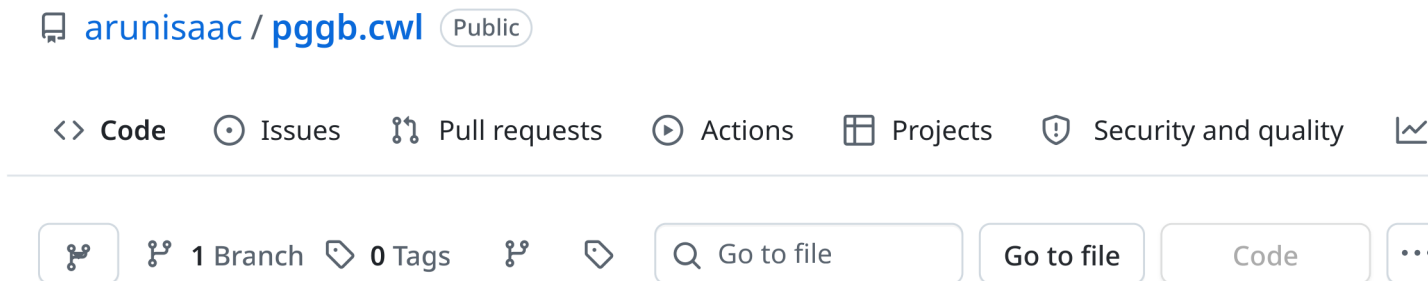 arunisaac / pggb.cwl Public
Code Issues Pull requests Actions Projects Security and quality
1 Branch 0 Tags Go to file Go to file Code